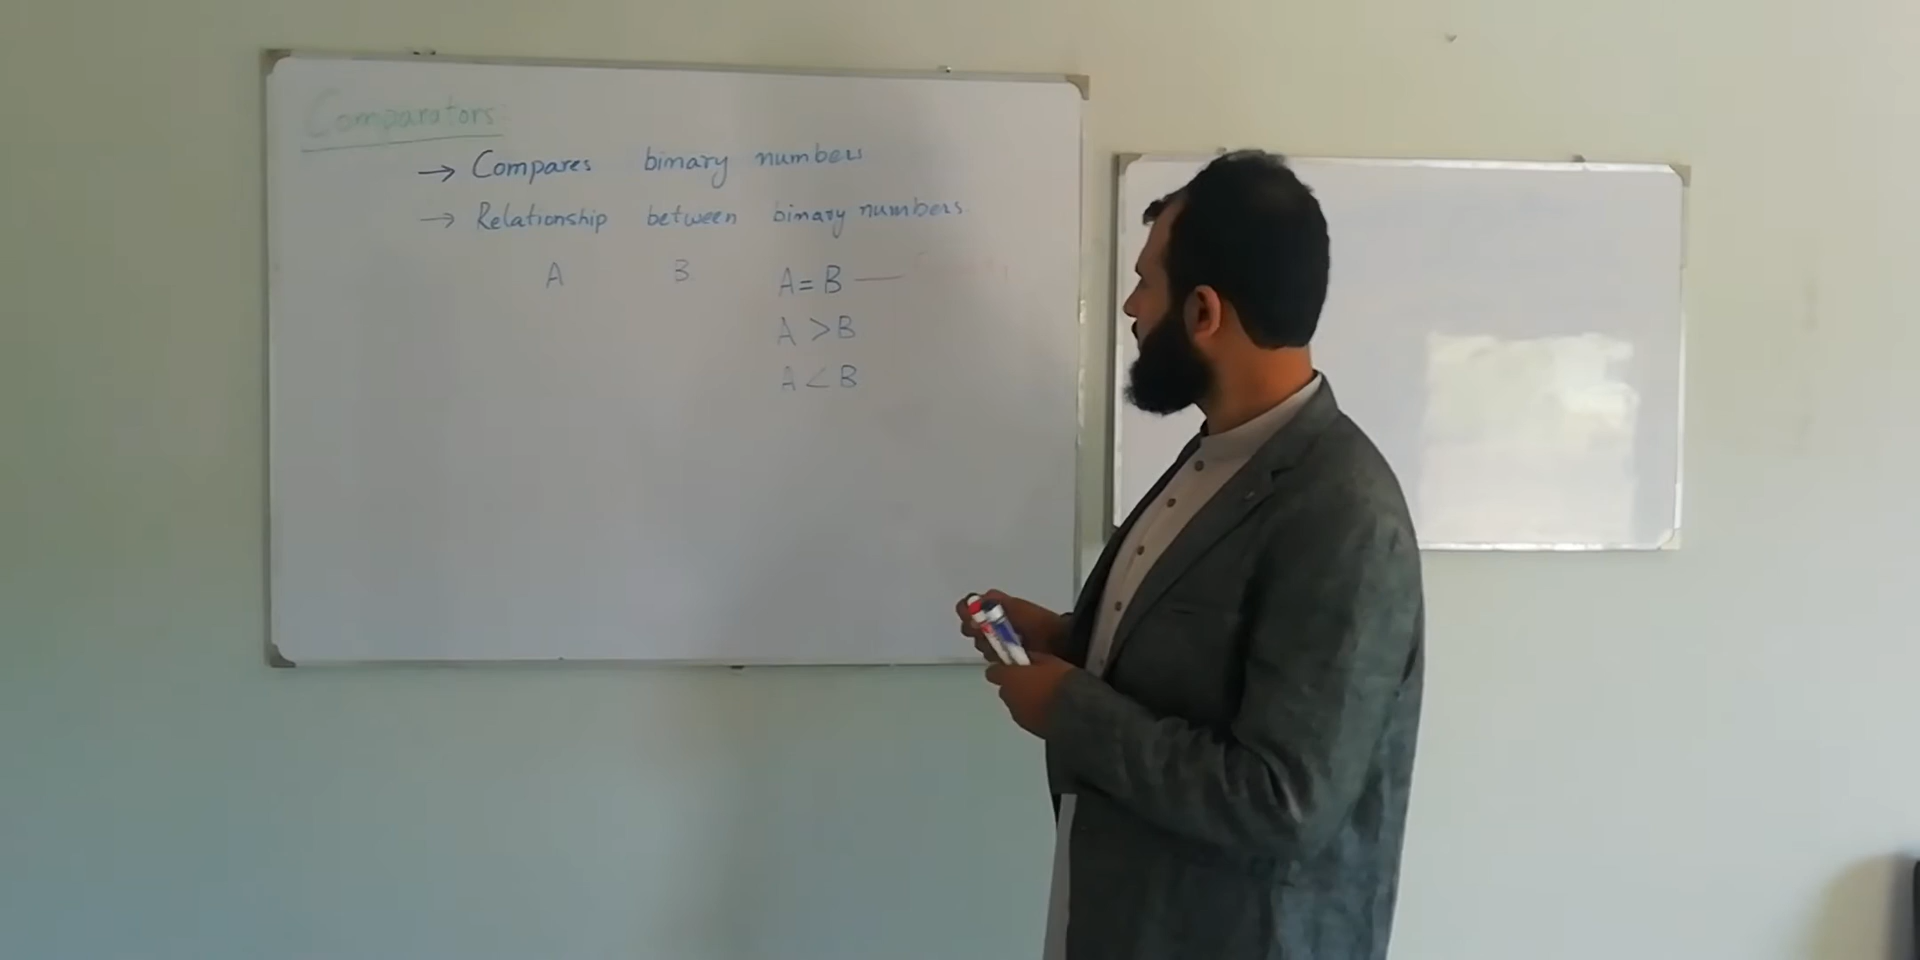 Comparators:
→ Compares binary numbers
→ Relationship between binary numbers.
A B A = B —
A > B
A < B